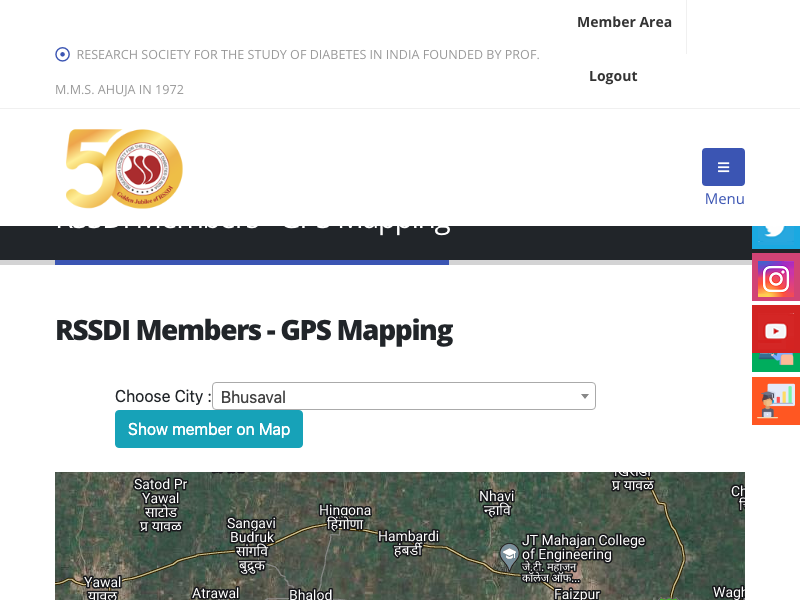 Member Area
RESEARCH SOCIETY FOR THE STUDY OF DIABETES IN INDIA FOUNDED BY PROF.
M.M.S. AHUJA IN 1972
Logout
50
Golden Jubilee of RSSDI
Menu
RSSDI Members - GPS Mapping
RSSDI Members - GPS Mapping
Choose City :
Bhusaval
Show member on Map
Satod Pr
Yawal
साटोड
प्र यावळ
Sangavi
Budruk
सांगवि
बुद्रुक
Hingona
हिंगोणा
Hambardi
हंबर्डी
Nhavi
न्हावि
प्र यावळ
JT Mahajan College
of Engineering
जे.टी. महाजन
कॉलेज ऑफ...
Yawal
यावल
Atrawal
Bhalod
Faizpur